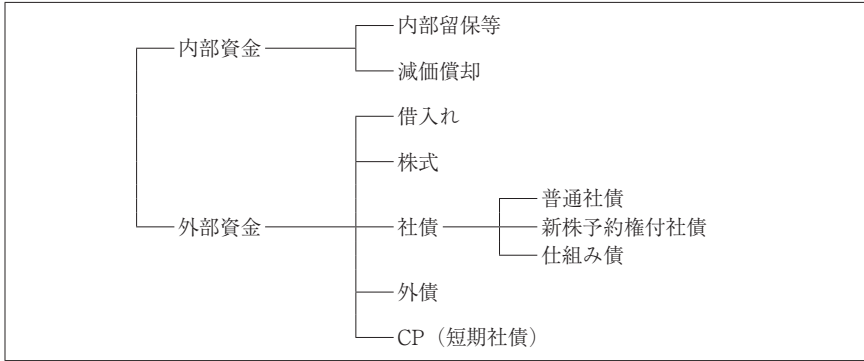 内部資金
内部留保等
減価償却
外部資金
借入れ
株式
社債
普通社債
新株予約権付社債
仕組み債
外債
CP（短期社債）